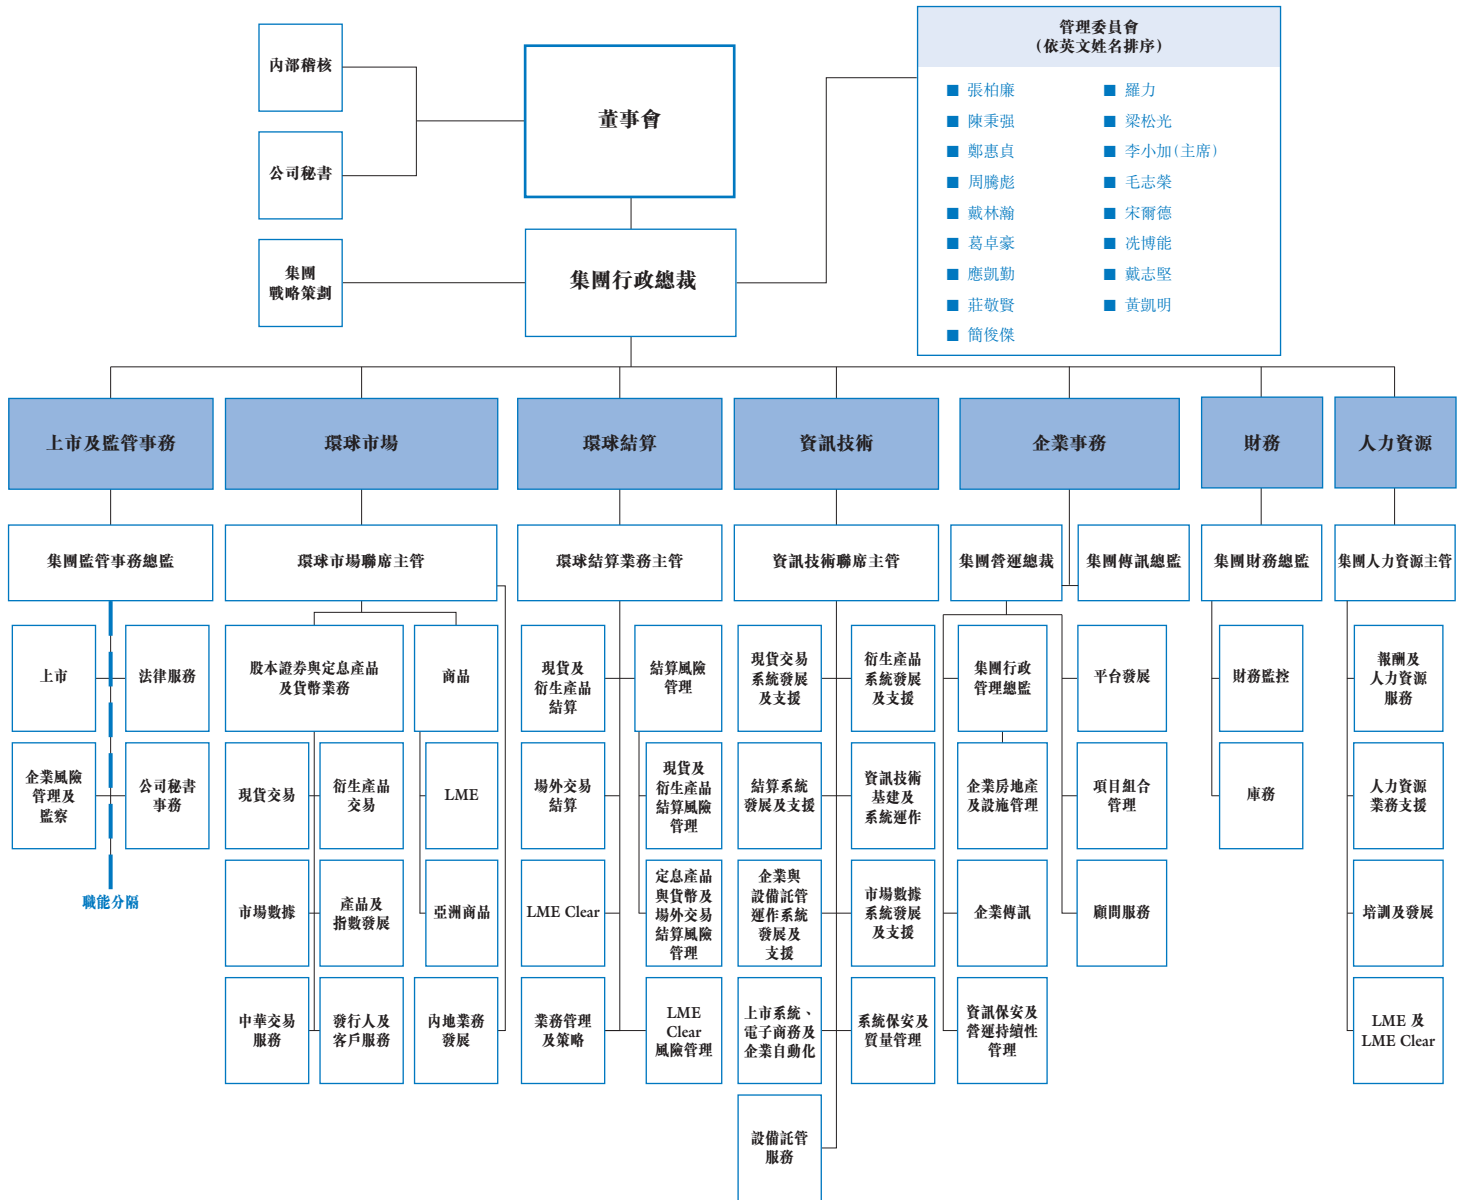 內部稽核
公司秘書
集團
戰略策劃
董事會
集團行政總裁
管理委員會
(依英文姓名排序)
張柏廉
陳秉强
鄭惠貞
周騰彪
戴林瀚
葛卓豪
應凱勤
莊敬賢
簡俊傑
羅力
梁松光
李小加(主席)
毛志榮
宋爾德
冼博能
戴志堅
黃凱明
上市及監管事務
環球市場
環球結算
資訊技術
企業事務
財務
人力資源
集團監管事務總監
環球市場聯席主管
環球結算業務主管
資訊技術聯席主管
集團營運總裁
集團傳訊總監
集團財務總監
集團人力資源主管
上市
法律服務
企業風險
管理及
監察
公司秘書
事務
職能分隔
股本證券與定息產品
及貨幣業務
商品
現貨交易
衍生產品
交易
LME
市場數據
產品及
指數發展
亞洲商品
中華交易
服務
發行人及
客戶服務
內地業務
發展
現貨及
衍生產品
結算
結算風險
管理
場外交易
結算
現貨及
衍生產品
結算風險
管理
LME Clear
定息產品
與貨幣及
場外交易
結算風險
管理
業務管理
及策略
LME
Clear
風險管理
現貨交易
系統發展
及支援
衍生產品
系統發展
及支援
結算系統
發展及支援
資訊技術
基建及
系統運作
企業與
設備託管
運作系統
發展及
支援
市場數據
系統發展
及支援
上市系統、
電子商務及
企業自動化
系統保安及
質量管理
設備託管
服務
集團行政
管理總監
平台發展
企業房地產
及設施管理
項目組合
管理
企業傳訊
顧問服務
資訊保安及
營運持續性
管理
財務監控
庫務
報酬及
人力資源
服務
人力資源
業務支援
培訓及發展
LME 及
LME Clear